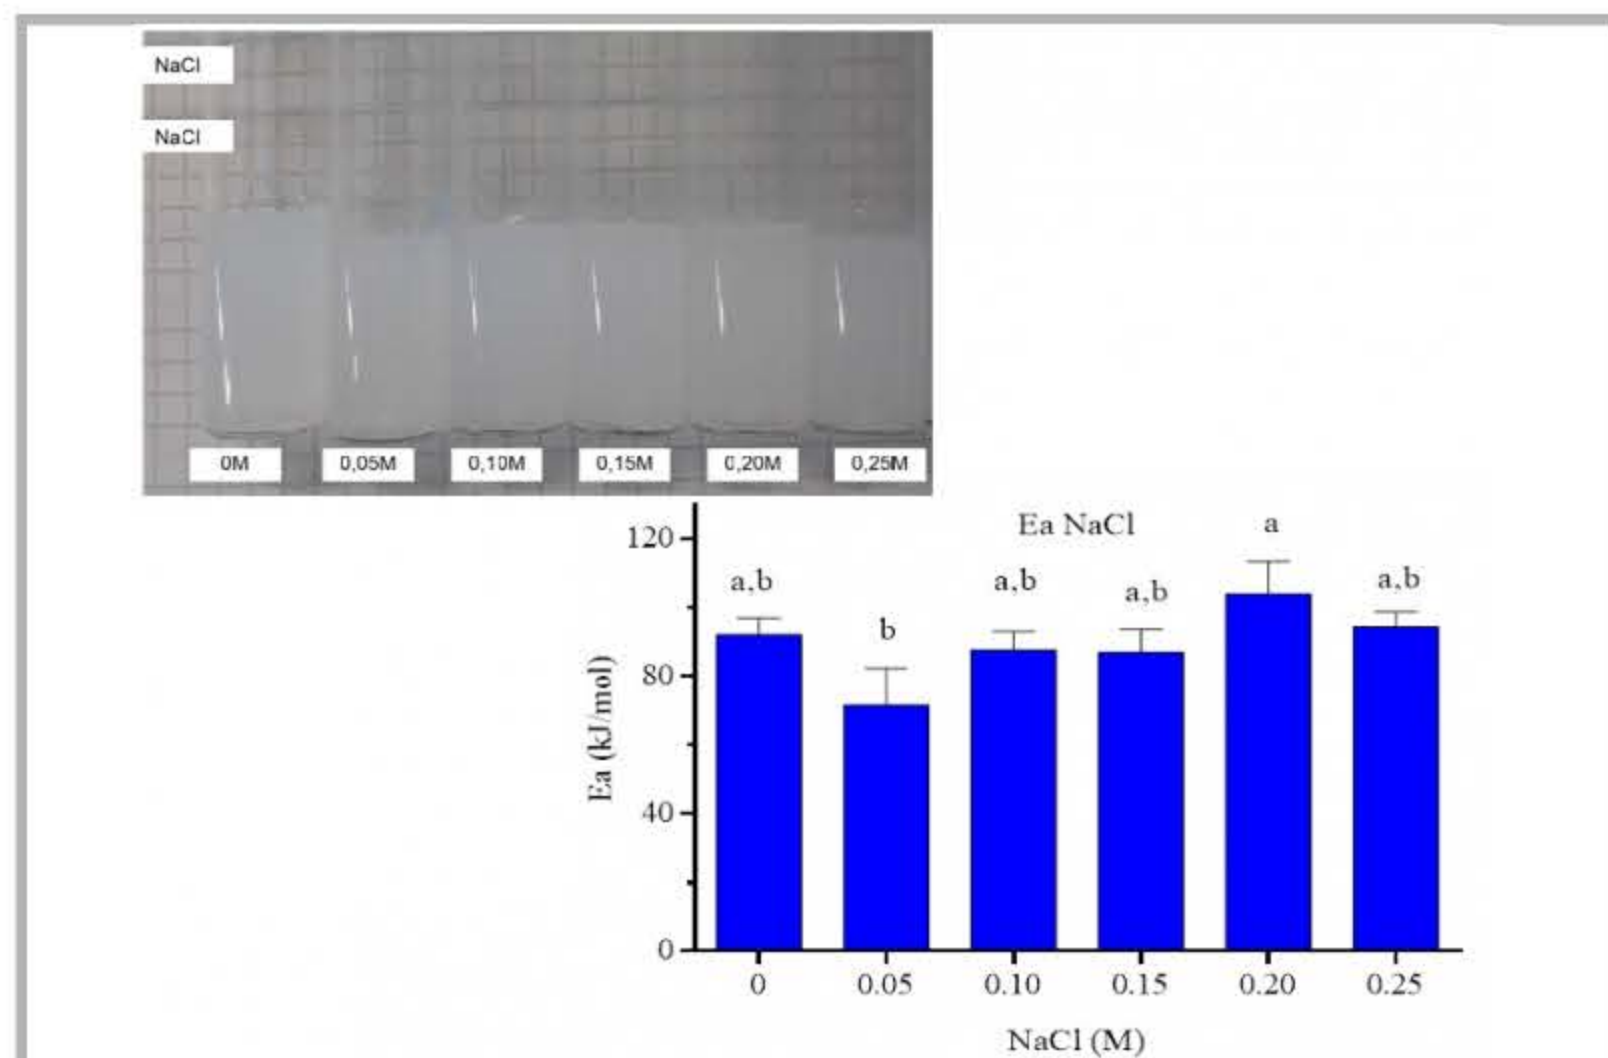 NaCl
NaCl
0M 0,05M 0,10M 0,15M 0,20M 0,25M
Ea NaCl
a,b b a,b a,b a a,b
Ea (kJ/mol)
120
80
40
0
0 0.05 0.10 0.15 0.20 0.25
NaCl (M)